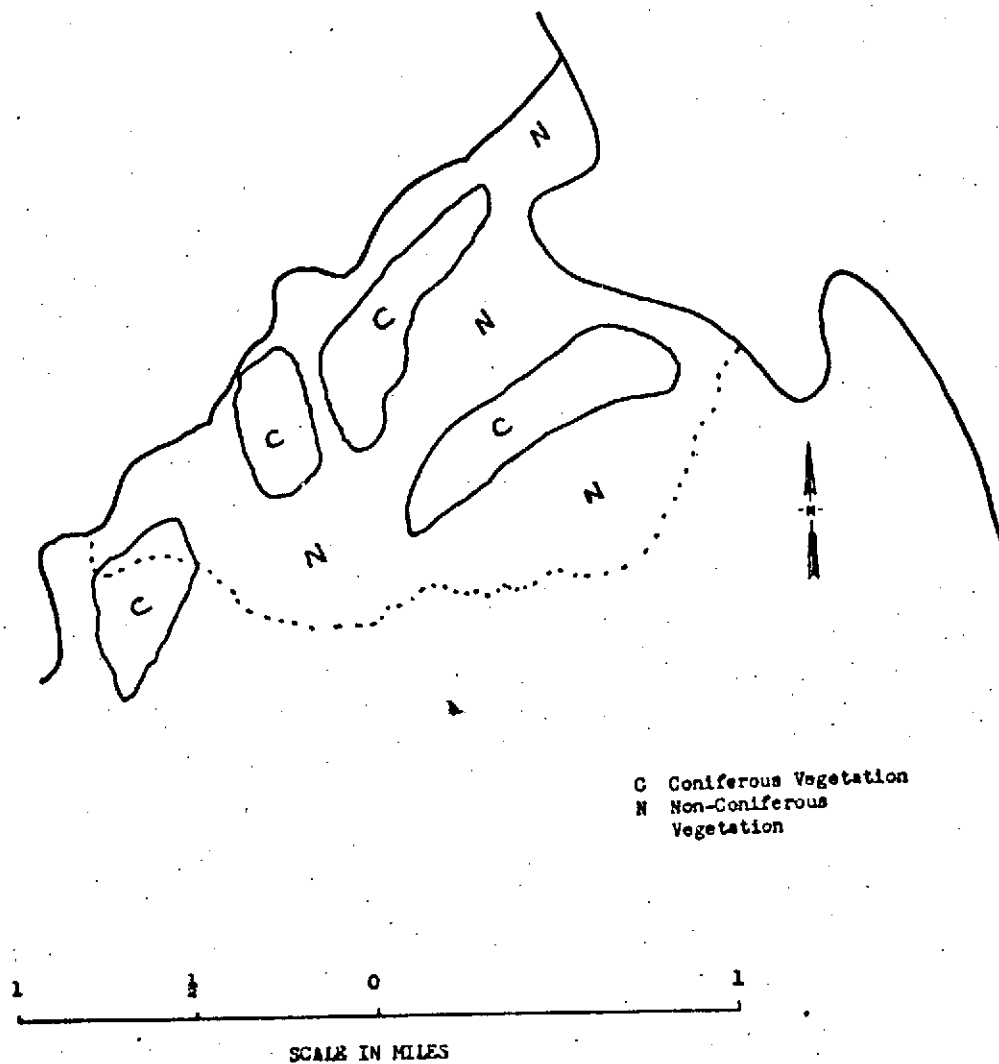 N
C
N
C
C
N
N
C
N
C Coniferous Vegetation
N Non-Coniferous
Vegetation
1 ½ 0 1
SCALE IN MILES